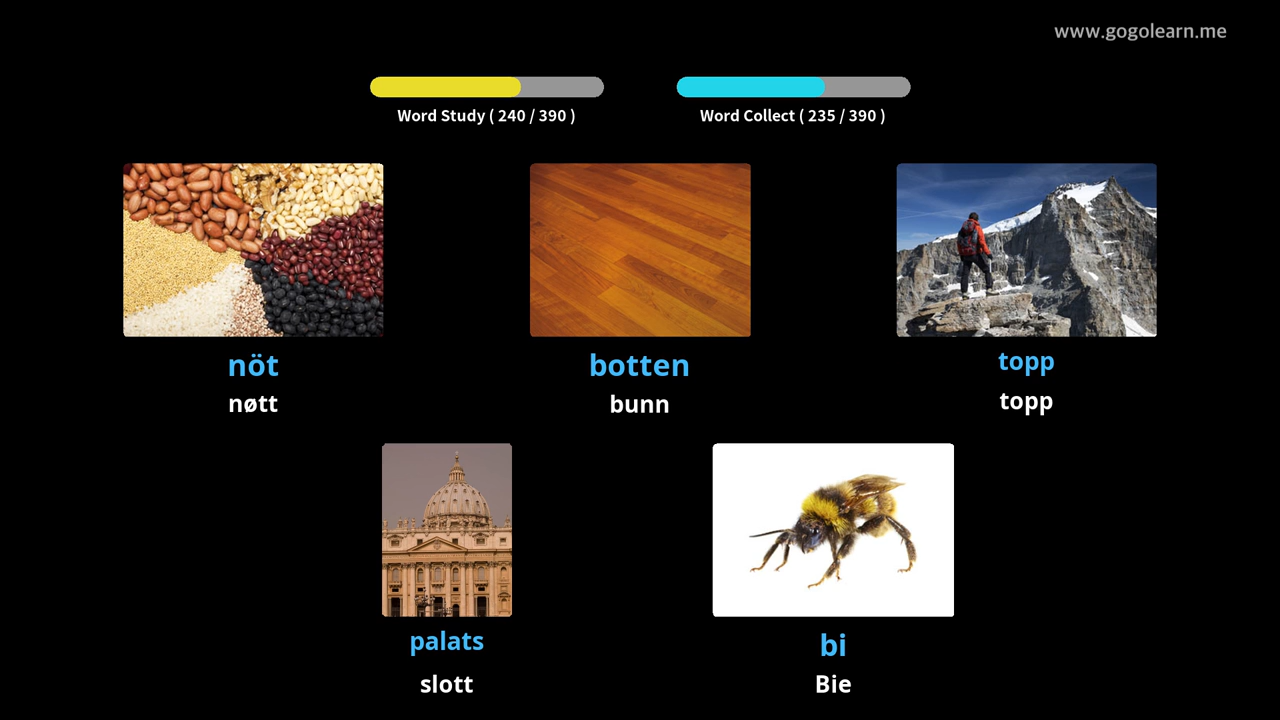 www.gogolearn.me
Word Study ( 240 / 390 )
Word Collect ( 235 / 390 )
nöt
nøtt
botten
bunn
topp
topp
palats
slott
bi
Bie